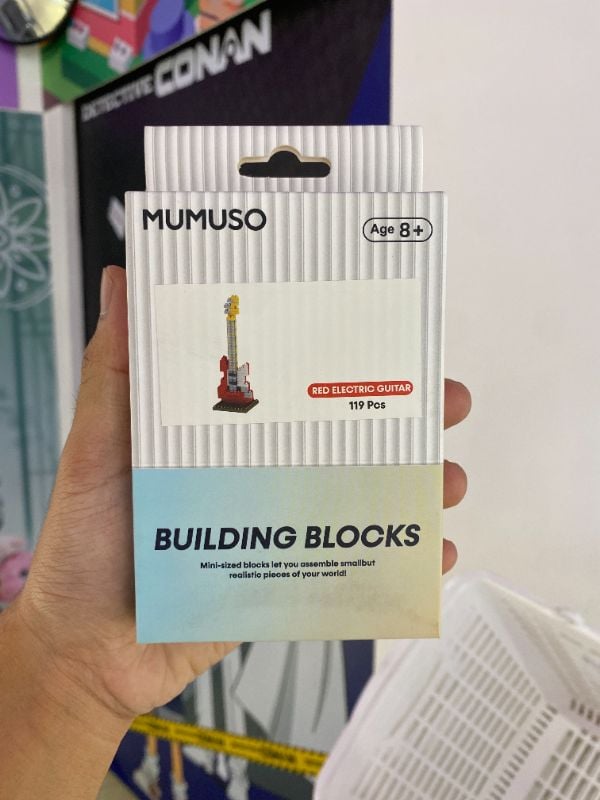 DETECTIVE CONAN
MUMUSO
Age 8+
RED ELECTRIC GUITAR
119 Pcs
BUILDING BLOCKS
Mini-sized blocks let you assemble smallbut
realistic pieces of your world!